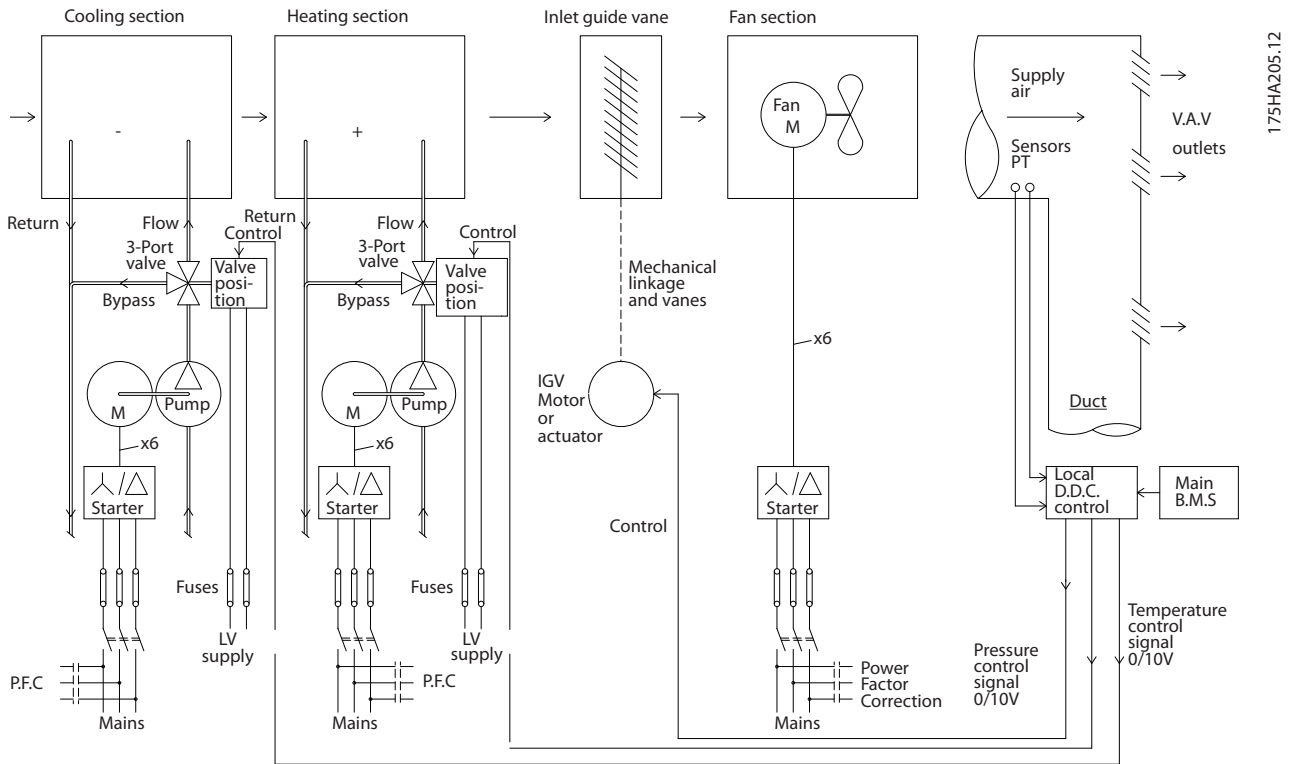 Cooling section
Heating section
Inlet guide vane
Fan section
175HA205.12
-
+
Fan
M
Supply
air
Sensors
PT
V.A.V
outlets
Return
Flow
3-Port
valve
Bypass
Control
Valve
posi-
tion
Return
Flow
3-Port
valve
Bypass
Control
Valve
posi-
tion
Mechanical
linkage
and vanes
x6
M
Pump
x6
Starter
M
Pump
x6
Starter
IGV
Motor
or
actuator
Duct
Starter
Local
D.D.C.
control
Main
B.M.S
Control
Fuses
Fuses
LV
supply
LV
supply
P.F.C
Mains
P.F.C
Mains
Power
Factor
Correction
Mains
Pressure
control
signal
0/10V
Temperature
control
signal
0/10V